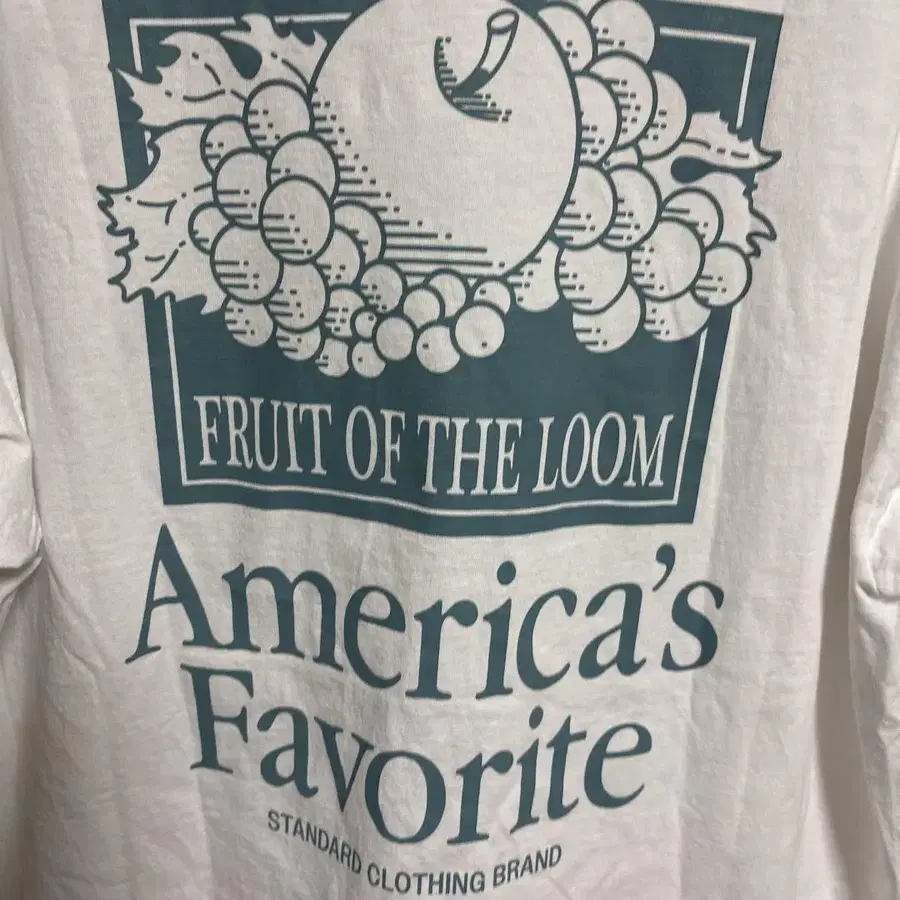 FRUIT OF THE LOOM
America's
Favorite
STANDARD CLOTHING BRAND